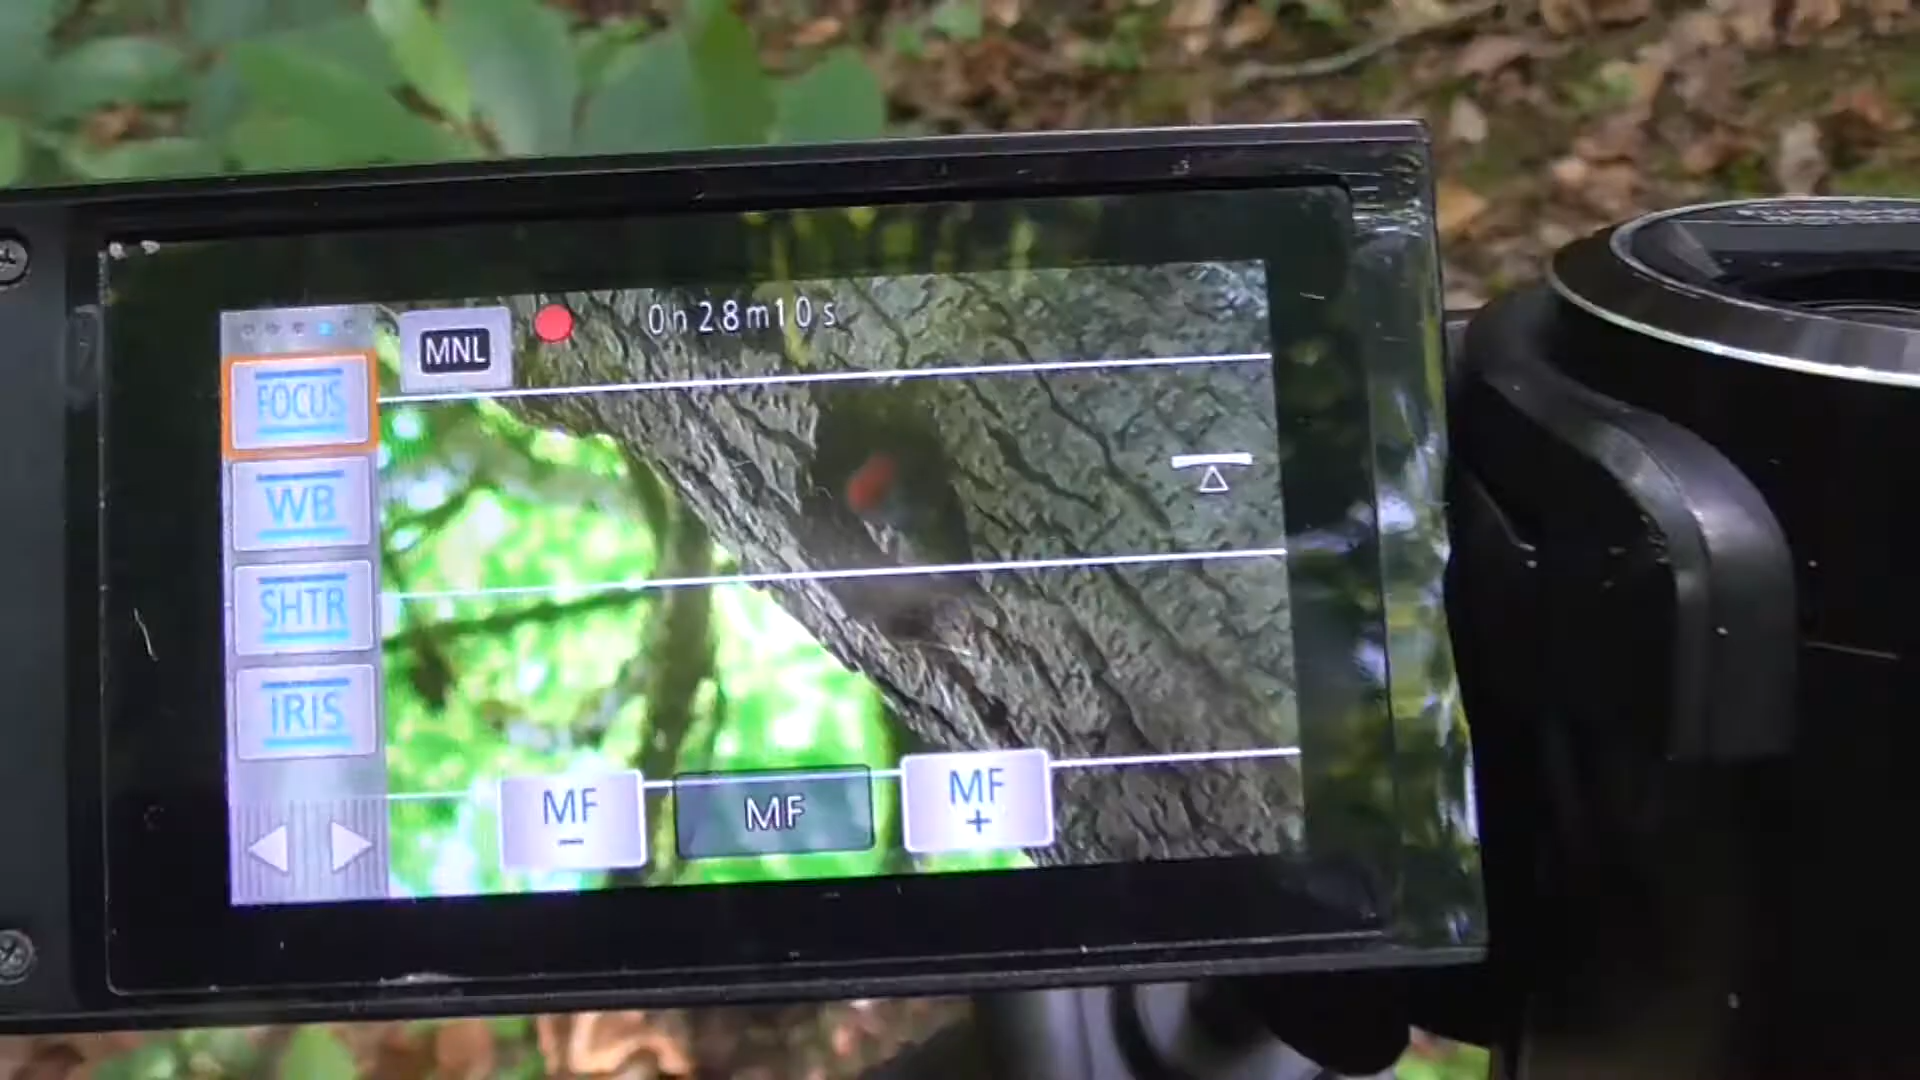 MNL
0h28m10s
FOCUS
WB
SHTR
IRIS
MF
−
MF
MF
+